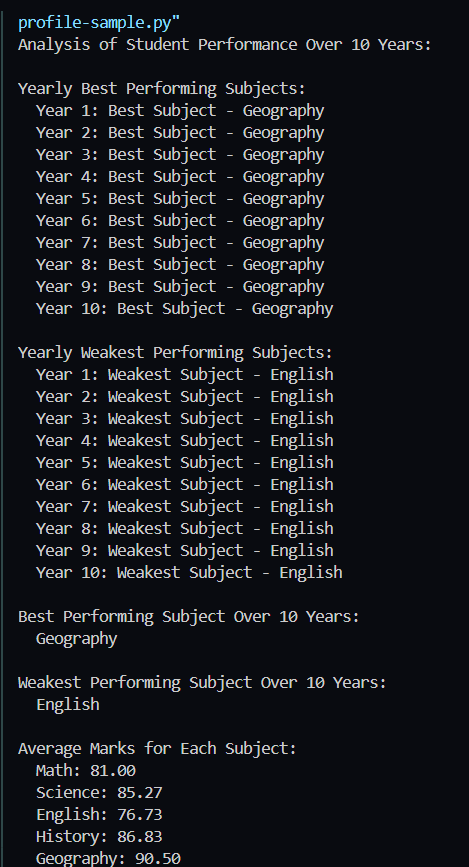 profile-sample.py"
Analysis of Student Performance Over 10 Years:
Yearly Best Performing Subjects:
Year 1: Best Subject - Geography
Year 2: Best Subject - Geography
Year 3: Best Subject - Geography
Year 4: Best Subject - Geography
Year 5: Best Subject - Geography
Year 6: Best Subject - Geography
Year 7: Best Subject - Geography
Year 8: Best Subject - Geography
Year 9: Best Subject - Geography
Year 10: Best Subject - Geography
Yearly Weakest Performing Subjects:
Year 1: Weakest Subject - English
Year 2: Weakest Subject - English
Year 3: Weakest Subject - English
Year 4: Weakest Subject - English
Year 5: Weakest Subject - English
Year 6: Weakest Subject - English
Year 7: Weakest Subject - English
Year 8: Weakest Subject - English
Year 9: Weakest Subject - English
Year 10: Weakest Subject - English
Best Performing Subject Over 10 Years:
Geography
Weakest Performing Subject Over 10 Years:
English
Average Marks for Each Subject:
Math: 81.00
Science: 85.27
English: 76.73
History: 86.83
Geography: 90.50